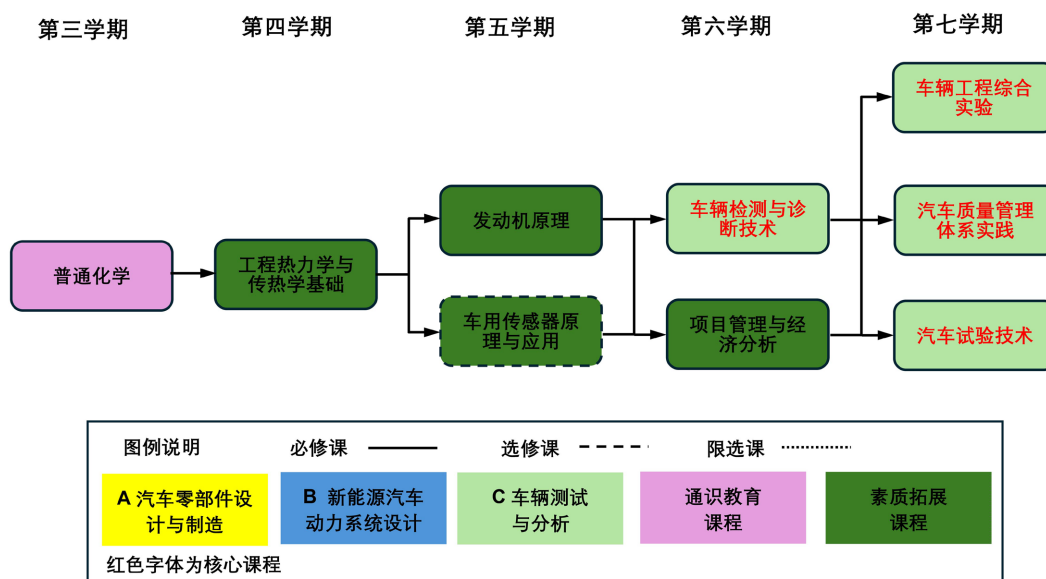 第三学期
第四学期
第五学期
第六学期
第七学期
车辆工程综合
实验
发动机原理
车辆检测与诊
断技术
汽车质量管理
体系实践
普通化学
工程热力学与
传热学基础
车用传感器原
理与应用
项目管理与经
济分析
汽车试验技术
图例说明
必修课
选修课
限选课
A 汽车零部件设
计与制造
B 新能源汽车
动力系统设计
C 车辆测试
与分析
通识教育
课程
素质拓展
课程
红色字体为核心课程